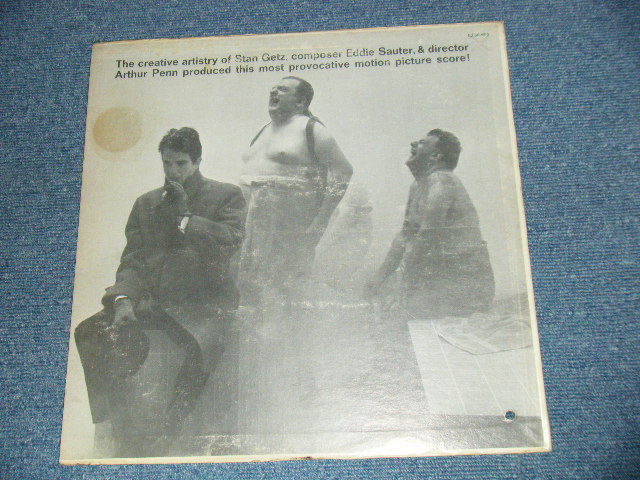 The creative artistry of Stan Getz, composer Eddie Sauter, & director
Arthur Penn produced this most provocative motion picture score!